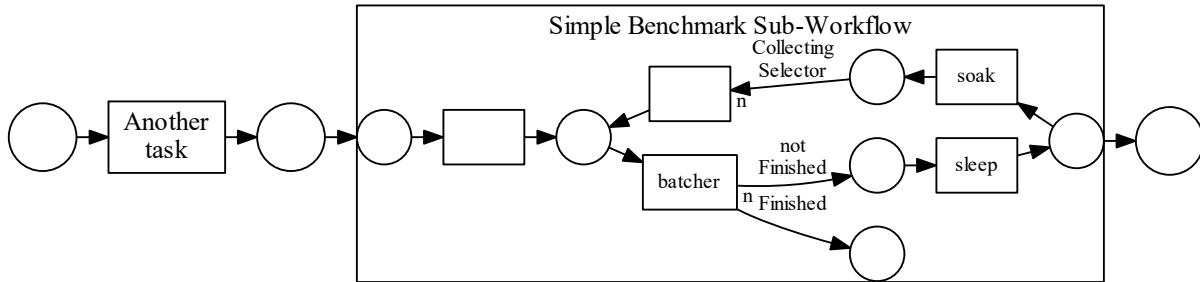 Simple Benchmark Sub-Workflow
Collecting
Selector
n
soak
Another
task
not
Finished
batcher
sleep
n
Finished